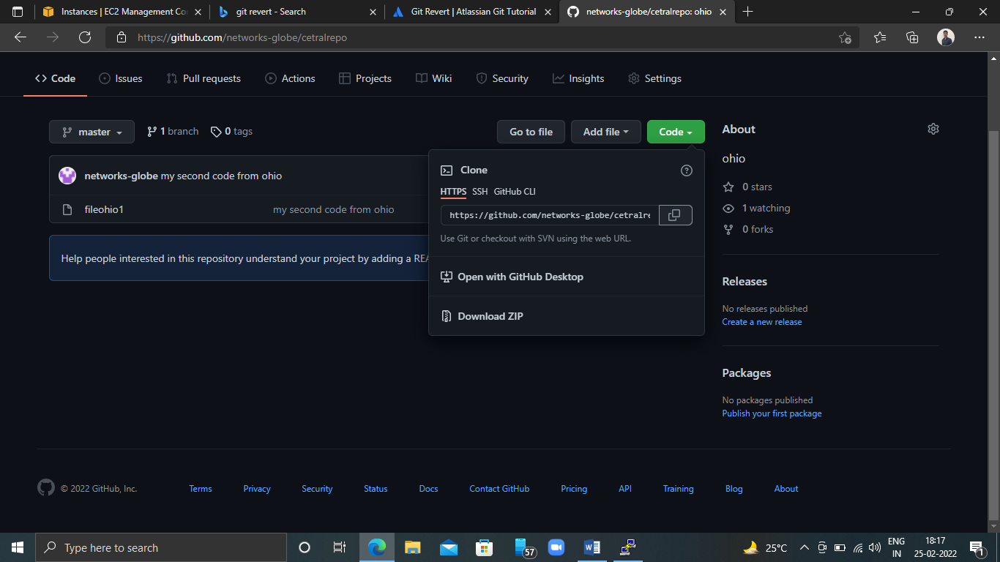 Instances | EC2 Management Co
git revert - Search
Git Revert | Atlassian Git Tutorial
networks-globe/cetralrepo: ohio
https://github.com/networks-globe/cetralrepo
Code
Issues
Pull requests
Actions
Projects
Wiki
Security
Insights
Settings
master
1 branch
0 tags
Go to file
Add file
Code
networks-globe my second code from ohio
fileohio1
my second code from ohio
Help people interested in this repository understand your project by adding a REA
Clone
HTTPS SSH GitHub CLI
https://github.com/networks-globe/cetralre
Use Git or checkout with SVN using the web URL.
Open with GitHub Desktop
Download ZIP
About
ohio
0 stars
1 watching
0 forks
Releases
No releases published
Create a new release
Packages
No packages published
Publish your first package
© 2022 GitHub, Inc.
Terms
Privacy
Security
Status
Docs
Contact GitHub
Pricing
API
Training
Blog
About
Type here to search
57
25°C
ENG
IN
18:17
25-02-2022
1